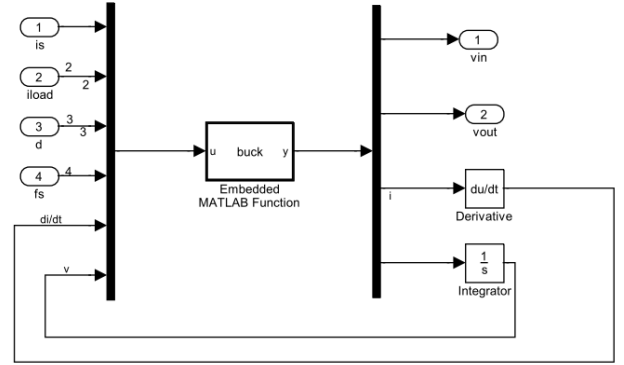 1
is
2
2
2
iload
3
3
3
d
4
4
fs
di/dt
v
u
buck
y
Embedded
MATLAB Function
1
vin
2
vout
i
du/dt
Derivative
1
s
Integrator